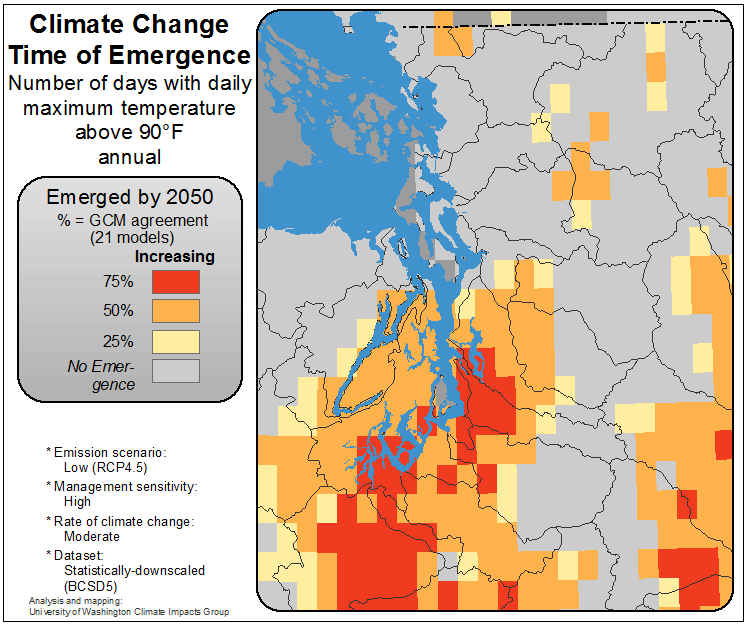 Climate Change
Time of Emergence
Number of days with daily
maximum temperature
above 90°F
annual
Emerged by 2050
% = GCM agreement
(21 models)
Increasing
75%
50%
25%
No Emer-
gence
* Emission scenario:
Low (RCP4.5)
* Management sensitivity:
High
* Rate of climate change:
Moderate
* Dataset:
Statistically-downscaled
(BCSD5)
Analysis and mapping:
University of Washington Climate Impacts Group